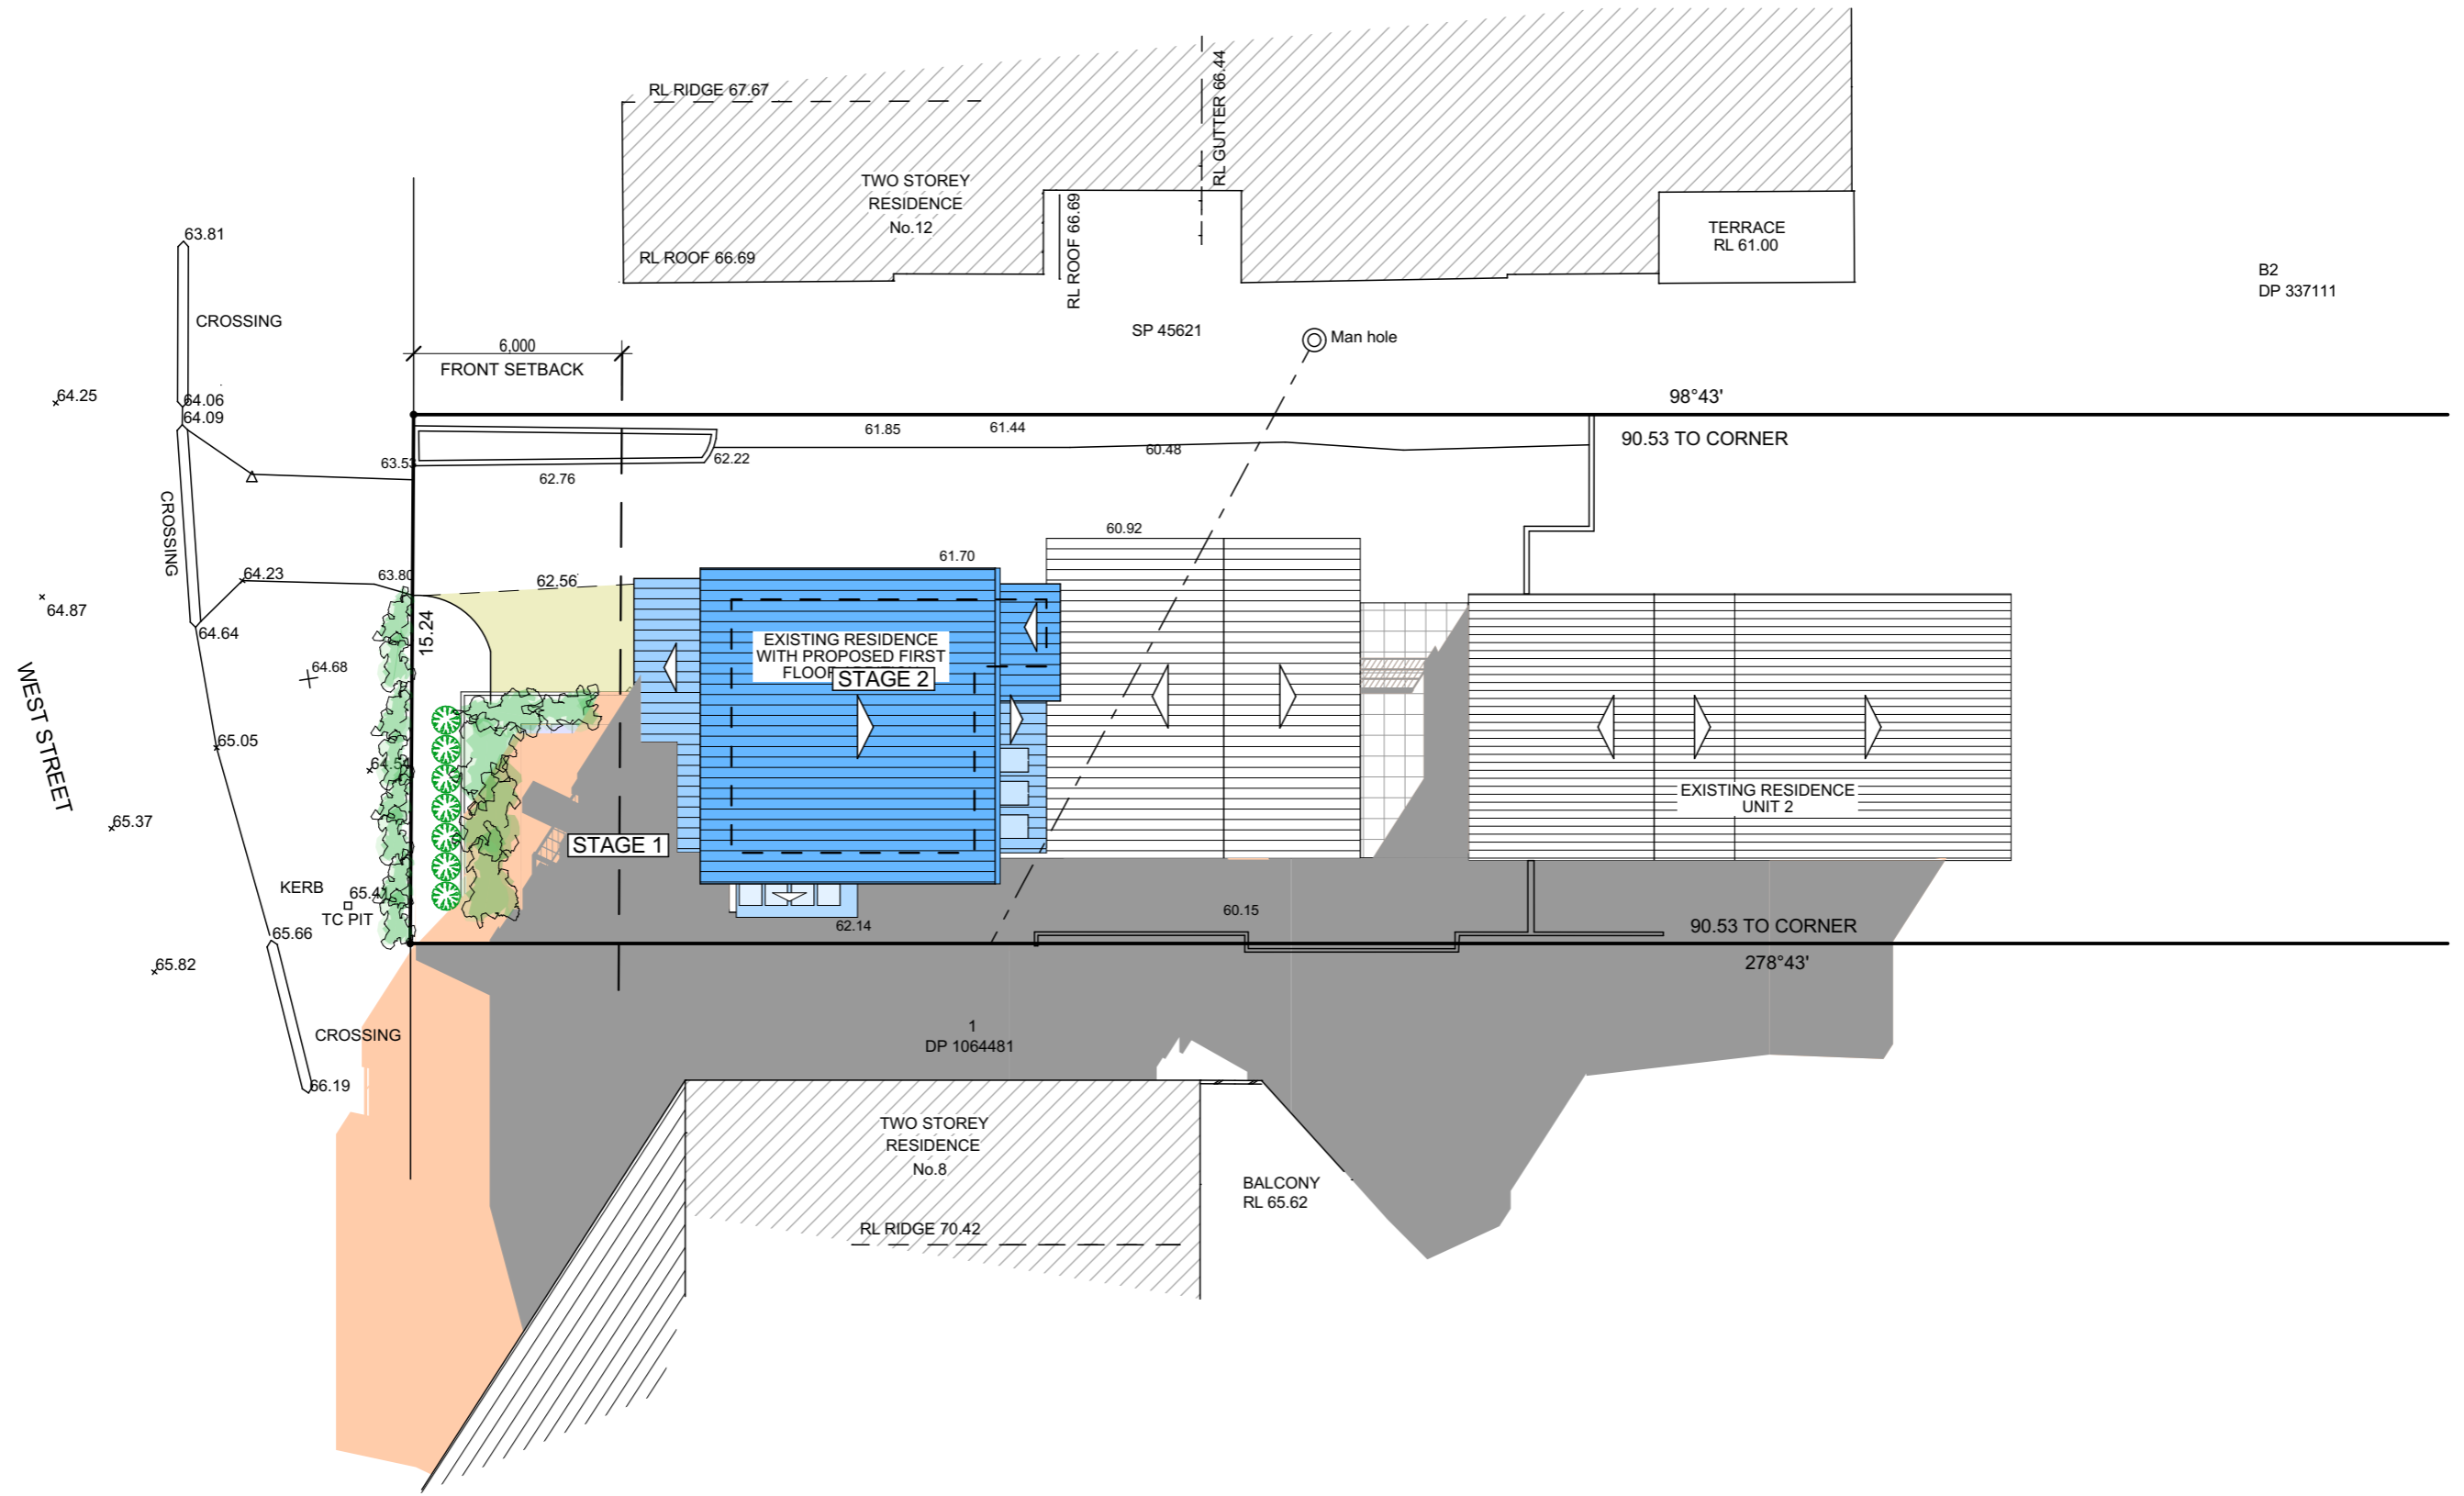 RL RIDGE 67.67
RL GUTTER 66.44
TWO STOREY
RESIDENCE
No.12
RL ROOF 66.69
RL ROOF 66.69
TERRACE
RL 61.00
B2
DP 337111
63.81
CROSSING
SP 45621
Man hole
6,000
FRONT SETBACK
64.25
64.06
64.09
98°43'
90.53 TO CORNER
61.85
61.44
60.48
63.53
62.22
62.76
CROSSING
60.92
61.70
64.23
63.80
62.56
64.87
64.64
15.24
64.68
EXISTING RESIDENCE
WITH PROPOSED FIRST
STAGE 2
WEST STREET
65.05
65.37
STAGE 1
EXISTING RESIDENCE
UNIT 2
KERB
65.41
TC PIT
62.14
60.15
90.53 TO CORNER
278°43'
65.66
65.82
CROSSING
66.19
1
DP 1064481
TWO STOREY
RESIDENCE
No.8
BALCONY
RL 65.62
RL RIDGE 70.42